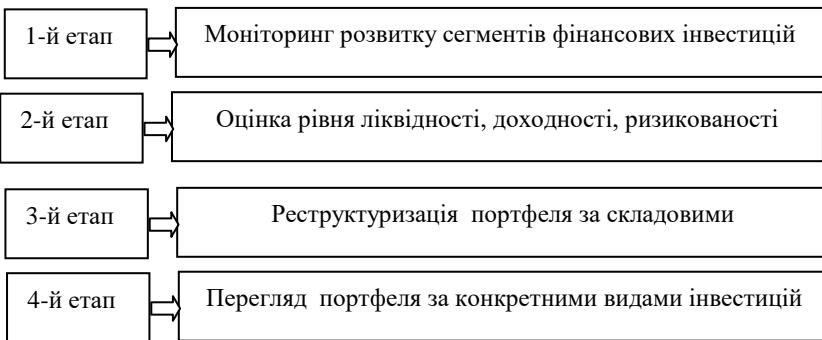 1-й етап
Моніторинг розвитку сегментів фінансових інвестицій
2-й етап
Оцінка рівня ліквідності, доходності, ризикованості
3-й етап
Реструктуризація портфеля за складовими
4-й етап
Перегляд портфеля за конкретними видами інвестицій